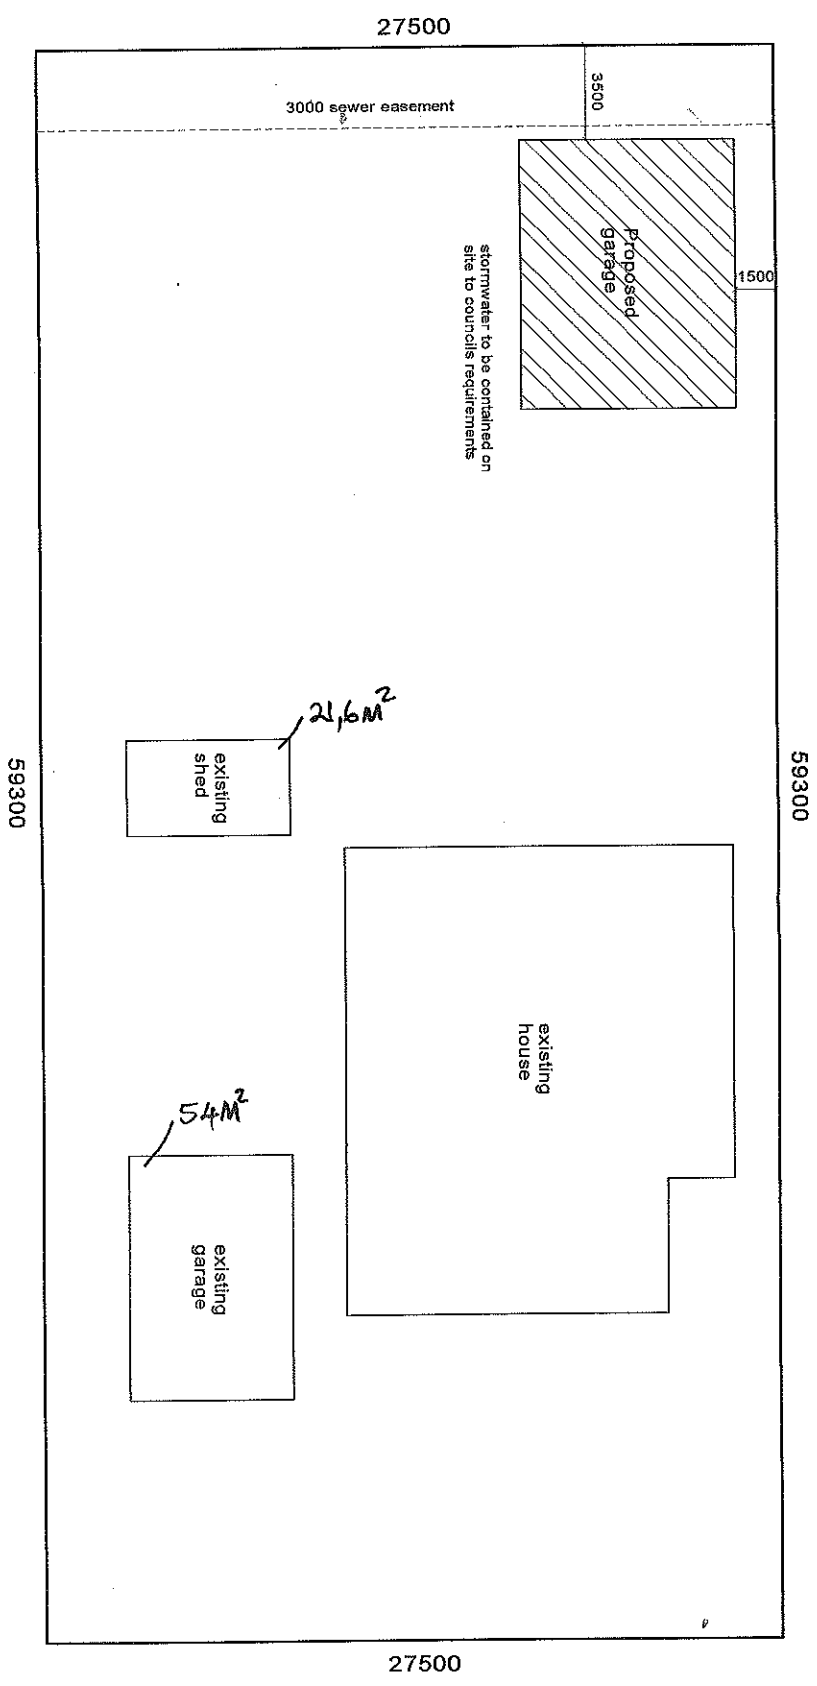 27500
3500
3000 sewer easement
Proposed
garage
1500
stormwater to be contained on
site to councils requirements
21,6M²
existing
shed
59300
59300
existing
house
54M²
existing
garage
27500